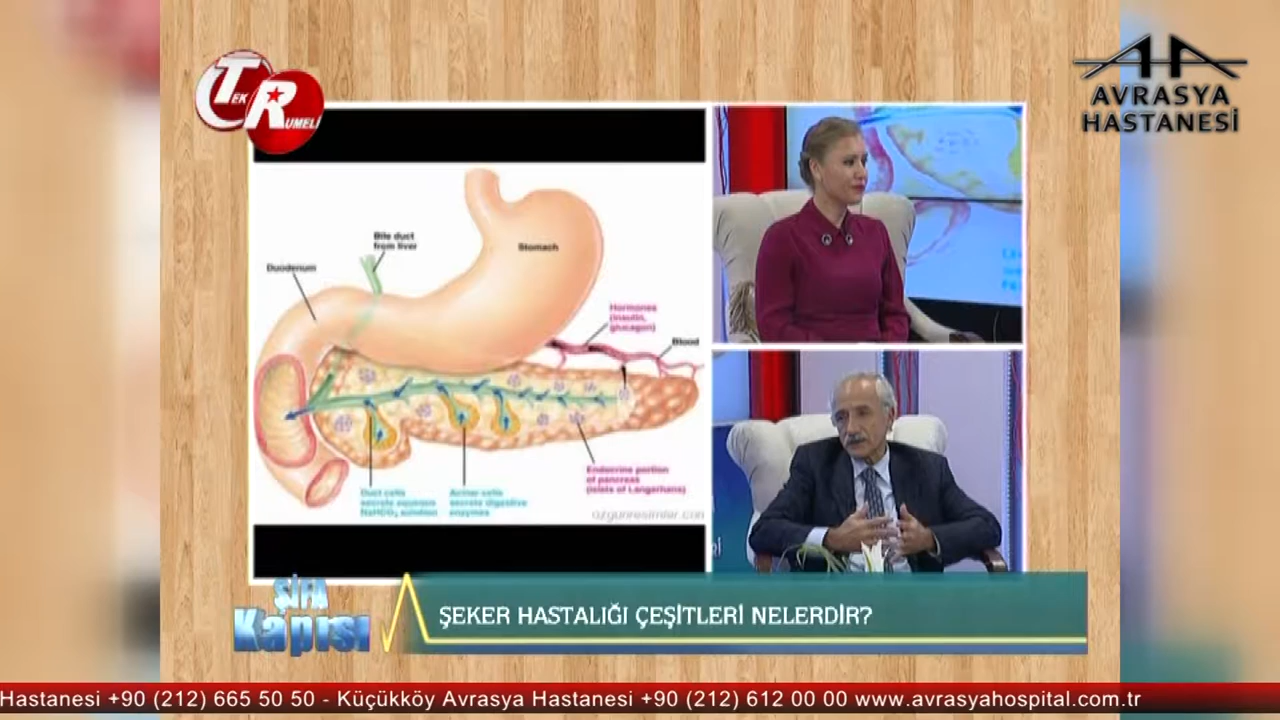 TEK
RUMELİ
AVRASYA
HASTANESİ
Bile duct
from liver
Stomach
Duodenum
Hormones
(insulin,
glucagon)
Blood
Endocrine portion
of pancreas
(islets of Langerhans)
Duct cells
secrete aqueous
NaHCO₃ solution
Acinar cells
secrete digestive
enzymes
ozgunresimler.com
ŞİFA
Kapısı
ŞEKER HASTALIĞI ÇEŞİTLERİ NELERDİR?
Hastanesi +90 (212) 665 50 50 - Küçükköy Avrasya Hastanesi +90 (212) 612 00 00 www.avrasyahospital.com.tr